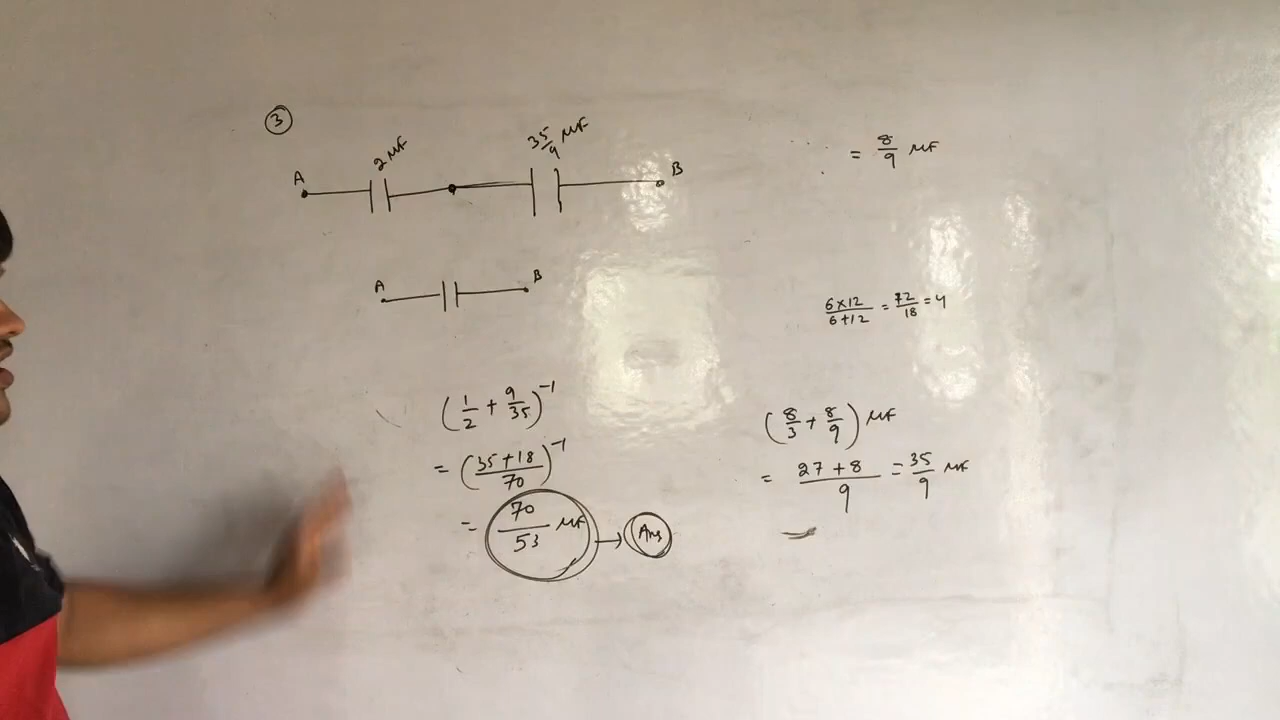 ③
2 μF
35/9 μF
A
B
= 8/9 μF
A
B
(6×12)/(6+12) = 72/18 = 4
(1/2 + 9/35)⁻¹
= ((35+18)/70)⁻¹
= 70/53 μF → Ans
(8/3 + 8/9) μF
= (27+8)/9 = 35/9 μF